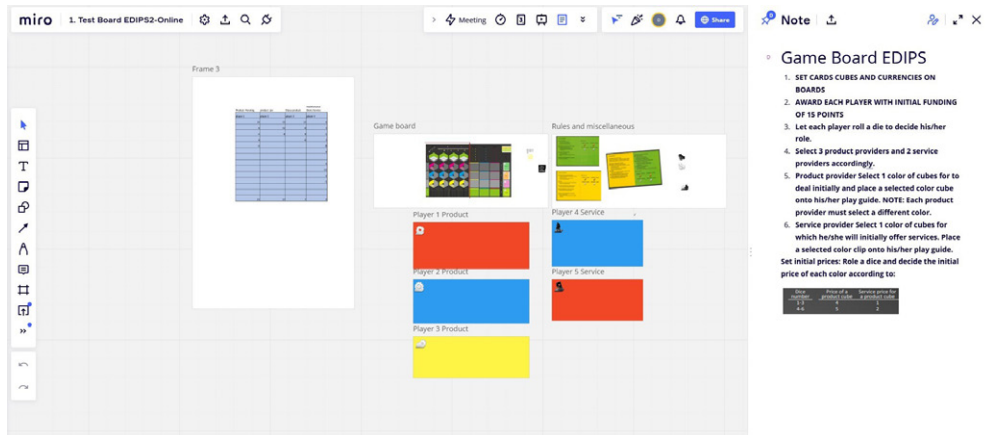 miro
1. Test Board EDIPS2-Online
Meeting
Share
Note
Frame 3
Game board
Rules and miscellaneous
Player 1 Product
Player 4 Service
Player 2 Product
Player 5 Service
Player 3 Product
Game Board EDIPS
1. SET CARDS CUBES AND CURRENCIES ON
BOARDS
2. AWARD EACH PLAYER WITH INITIAL FUNDING
OF 15 POINTS
3. Let each player roll a die to decide his/her
role.
4. Select 3 product providers and 2 service
providers accordingly.
5. Product provider Select 1 color of cubes for to
deal initially and place a selected color cube
onto his/her play guide. NOTE: Each product
provider must select a different color.
6. Service provider Select 1 color of cubes for
which he/she will initially offer services. Place
a selected color clip onto his/her play guide.
Set initial prices: Role a dice and decide the initial
price of each color according to:
Dice number Price of a product cube Service price for a product cube
1-3 4 1
4-6 5 2